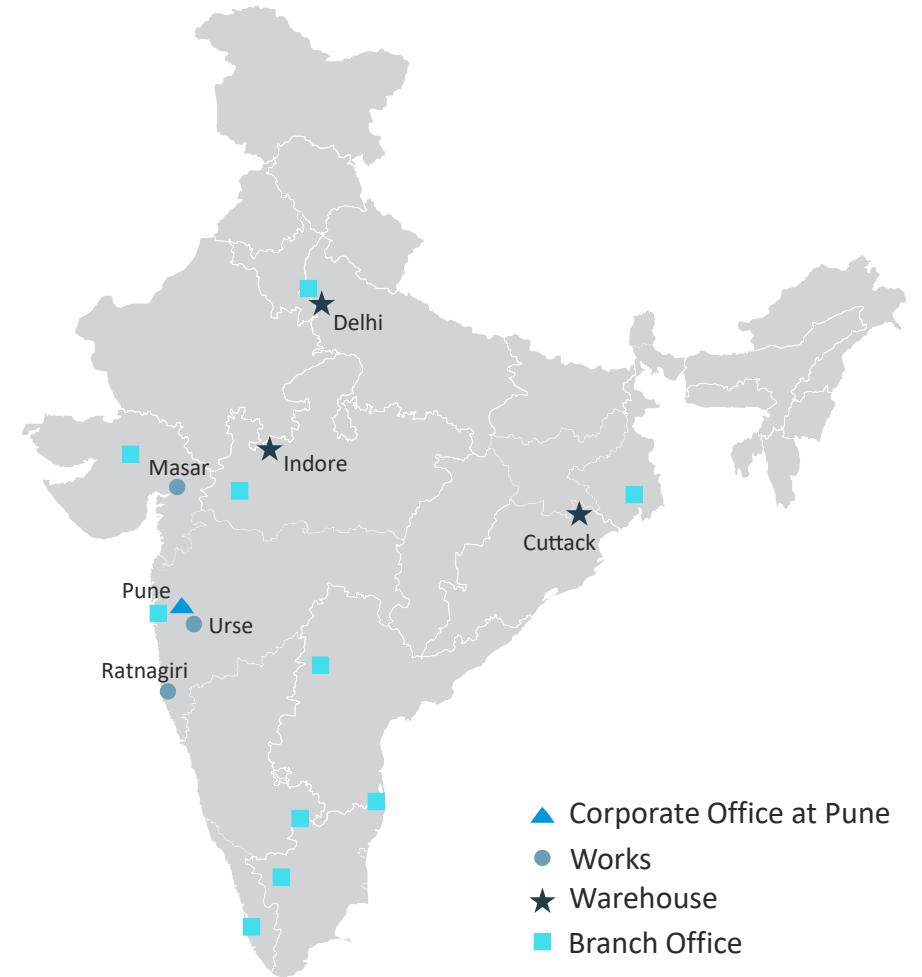 Delhi
Indore
Masar
Cuttack
Pune
Urse
Ratnagiri
Corporate Office at Pune
Works
Warehouse
Branch Office